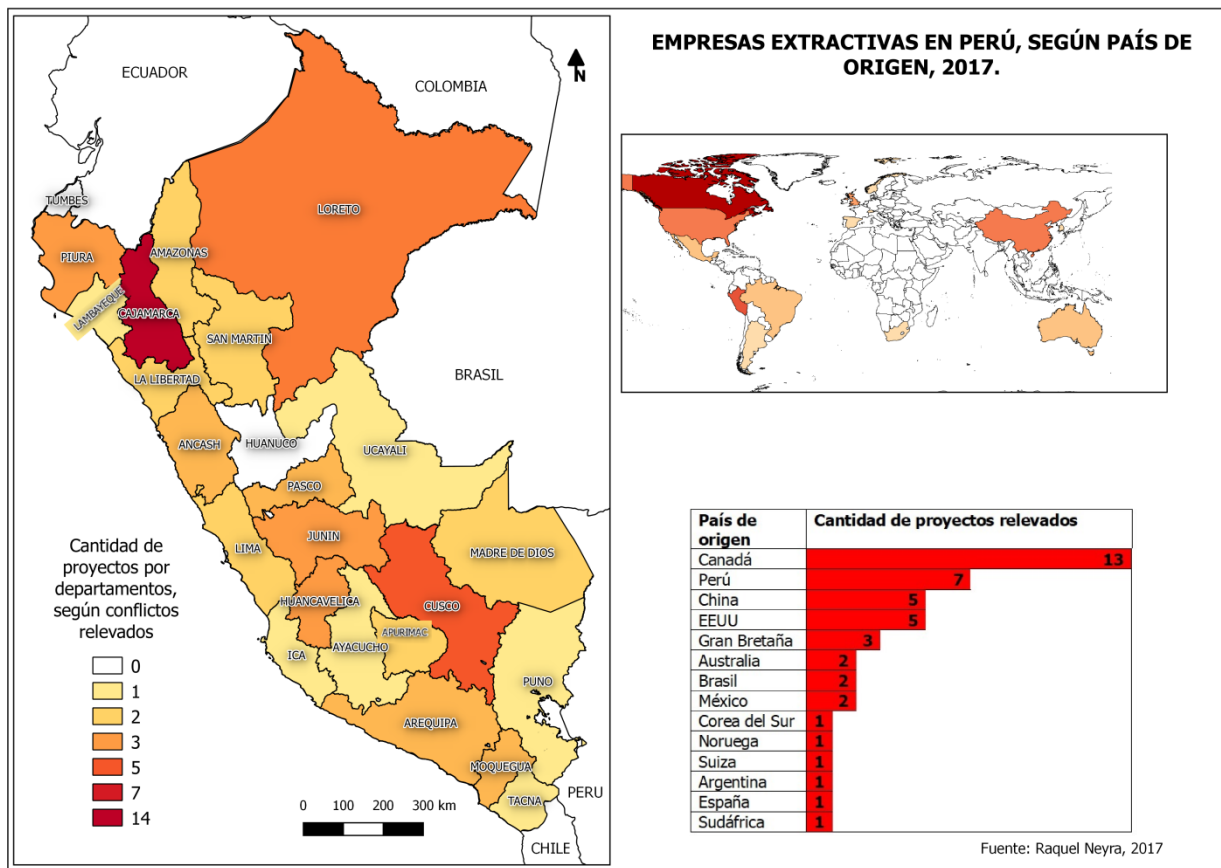 EMPRESAS EXTRACTIVAS EN PERÚ, SEGÚN PAÍS DE
ORIGEN, 2017.
ECUADOR
COLOMBIA
N
TUMBES
LORETO
PIURA
AMAZONAS
LAMBAYEQUE
CAJAMARCA
SAN MARTIN
LA LIBERTAD
BRASIL
ANCASH
HUANUCO
UCAYALI
PASCO
LIMA
JUNIN
MADRE DE DIOS
HUANCAVELICA
CUSCO
ICA
AYACUCHO
APURIMAC
PUNO
AREQUIPA
MOQUEGUA
TACNA
PERU
CHILE
Cantidad de
proyectos por
departamentos,
según conflictos
relevados
0
1
2
3
5
7
14
0 100 200 300 km
País de origen Cantidad de proyectos relevados
Canadá 13
Perú 7
China 5
EEUU 5
Gran Bretaña 3
Australia 2
Brasil 2
México 2
Corea del Sur 1
Noruega 1
Suiza 1
Argentina 1
España 1
Sudáfrica 1
Fuente: Raquel Neyra, 2017